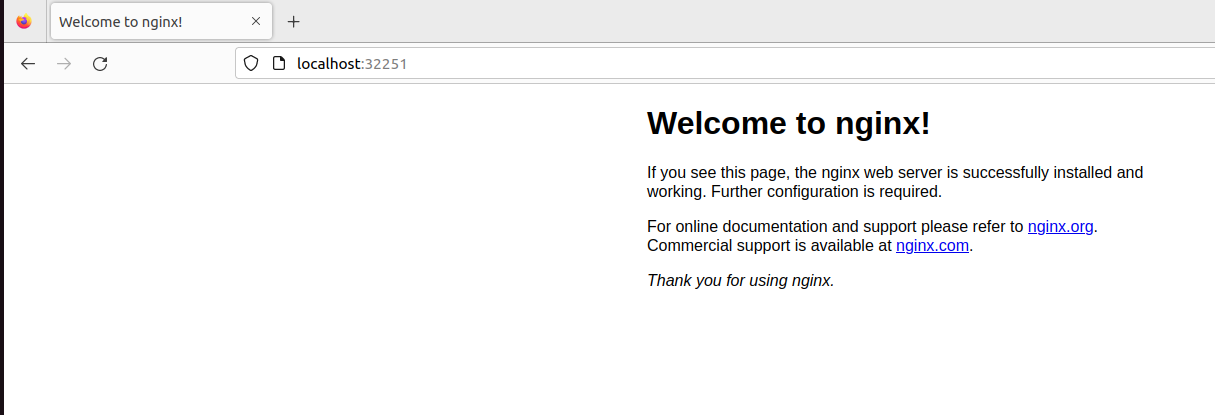 Welcome to nginx!
localhost:32251
Welcome to nginx!
If you see this page, the nginx web server is successfully installed and
working. Further configuration is required.
For online documentation and support please refer to nginx.org.
Commercial support is available at nginx.com.
Thank you for using nginx.